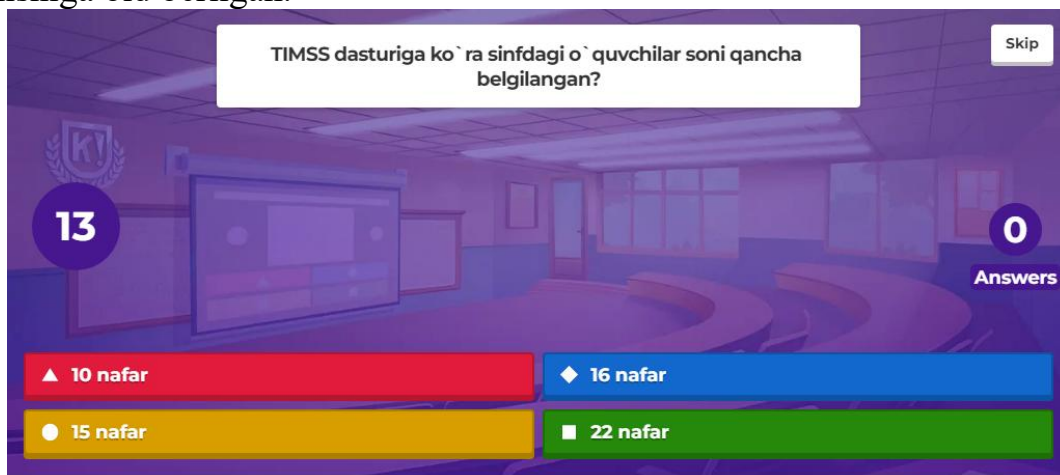 TIMSS dasturiga ko`ra sinfdagi o`quvchilar soni qancha
belgilangan?
Skip
K!
13
0
Answers
10 nafar
16 nafar
15 nafar
22 nafar